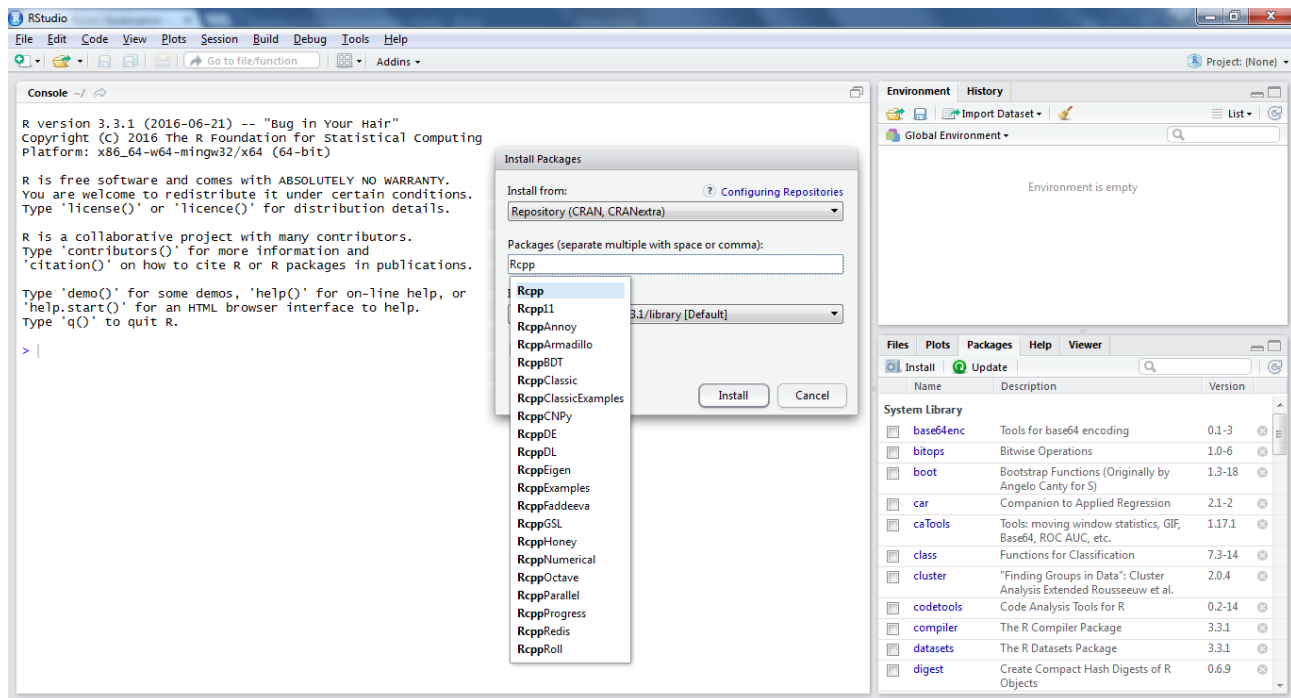 RStudio
File Edit Code View Plots Session Build Debug Tools Help
Go to file/function
Addins
Project: (None)
Console ~/
R version 3.3.1 (2016-06-21) -- "Bug in Your Hair"
Copyright (C) 2016 The R Foundation for Statistical Computing
Platform: x86_64-w64-mingw32/x64 (64-bit)
R is free software and comes with ABSOLUTELY NO WARRANTY.
You are welcome to redistribute it under certain conditions.
Type 'license()' or 'licence()' for distribution details.
R is a collaborative project with many contributors.
Type 'contributors()' for more information and
'citation()' on how to cite R or R packages in publications.
Type 'demo()' for some demos, 'help()' for on-line help, or
'help.start()' for an HTML browser interface to help.
Type 'q()' to quit R.
>
Install Packages
Install from:
? Configuring Repositories
Repository (CRAN, CRANextra)
Packages (separate multiple with space or comma):
Rcpp
3.1/library [Default]
Rcpp
Rcpp11
RcppAnnoy
RcppArmadillo
RcppBDT
RcppClassic
RcppClassicExamples
RcppCNPy
RcppDE
RcppDL
RcppEigen
RcppExamples
RcppFaddeeva
RcppGSL
RcppHoney
RcppNumerical
RcppOctave
RcppParallel
RcppProgress
RcppRedis
RcppRoll
Install Cancel
Environment History
Import Dataset
List
Global Environment
Environment is empty
Files Plots Packages Help Viewer
Install Update
Name Description Version
System Library
base64enc Tools for base64 encoding 0.1-3
bitops Bitwise Operations 1.0-6
boot Bootstrap Functions (Originally by Angelo Canty for S) 1.3-18
car Companion to Applied Regression 2.1-2
caTools Tools: moving window statistics, GIF, Base64, ROC AUC, etc. 1.17.1
class Functions for Classification 7.3-14
cluster "Finding Groups in Data": Cluster Analysis Extended Rousseeuw et al. 2.0.4
codetools Code Analysis Tools for R 0.2-14
compiler The R Compiler Package 3.3.1
datasets The R Datasets Package 3.3.1
digest Create Compact Hash Digests of R Objects 0.6.9